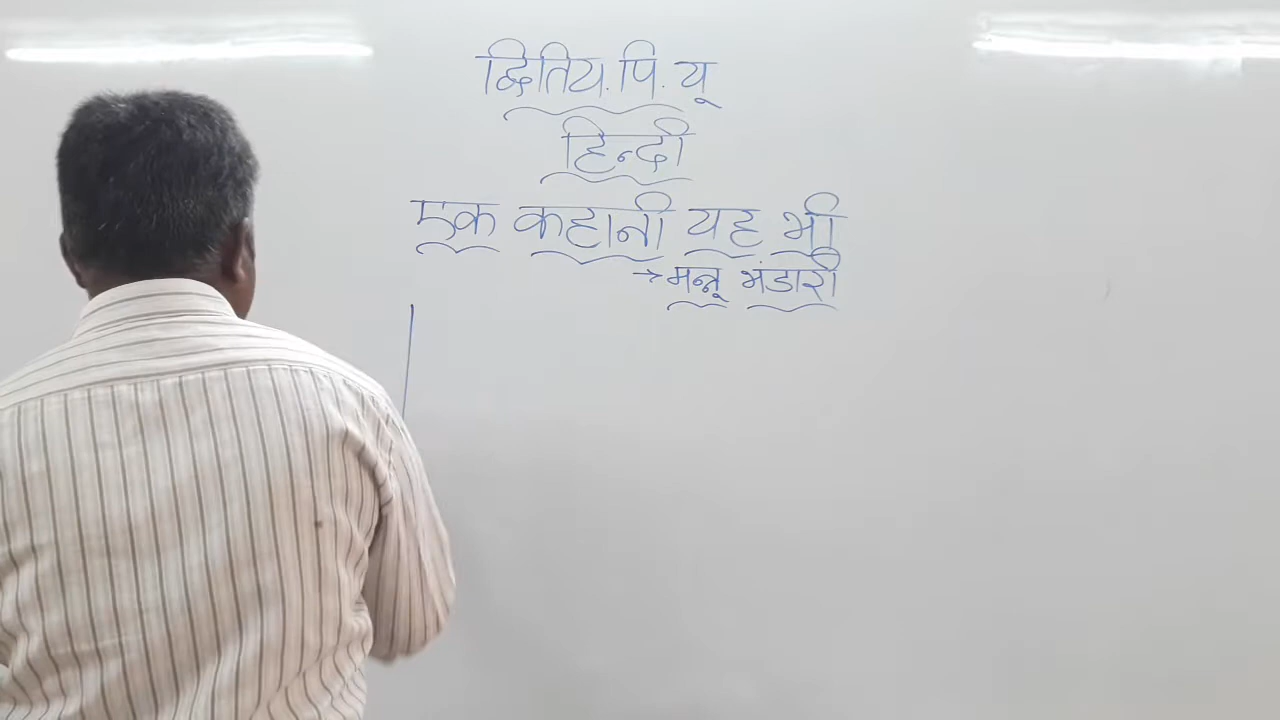 द्वितिय. पि. यू
हिन्दी
एक कहानी यह भी
→ मन्नू भंडारी